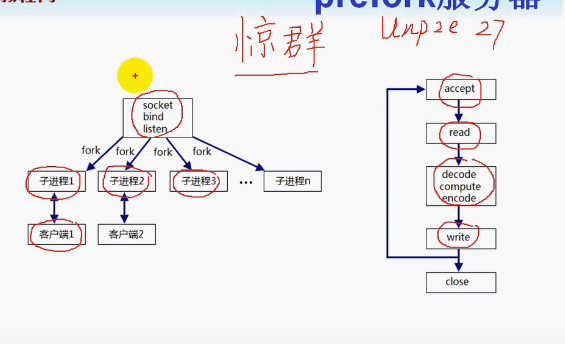 prefork服务器
惊群
accept
socket
bind
listen
read
fork
fork
fork
fork
decode
compute
encode
子进程1
子进程2
子进程3
...
子进程n
客户端1
客户端2
write
close